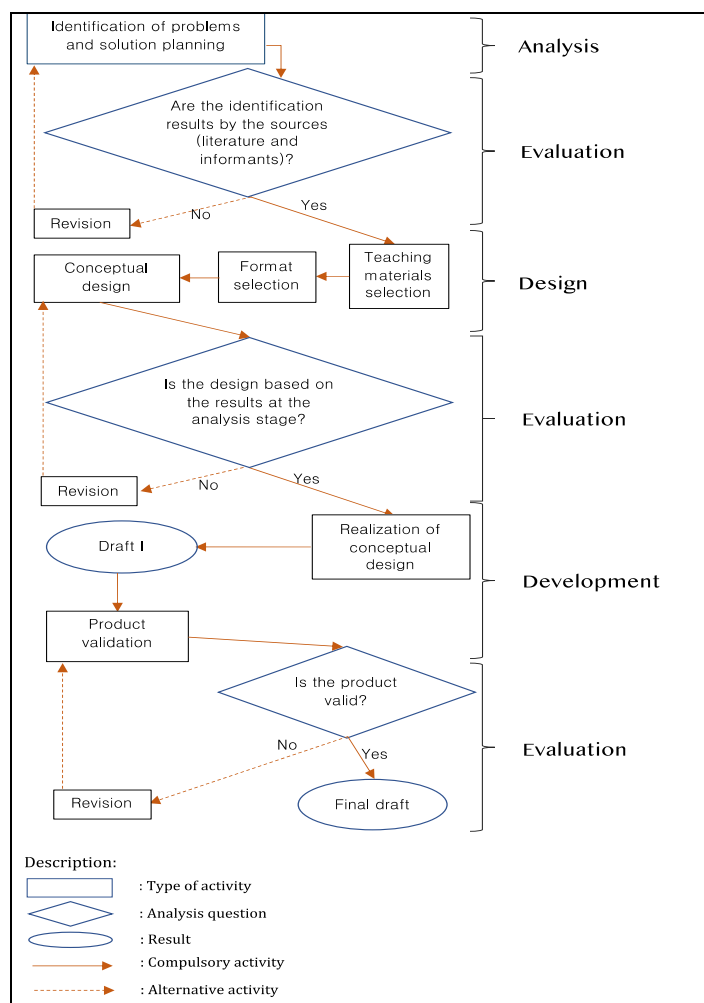 Identification of problems
and solution planning
Analysis
Are the identification
results by the sources
(literature and
informants)?
Evaluation
No
Yes
Revision
Conceptual
design
Format
selection
Teaching
materials
selection
Design
Is the design based on
the results at the
analysis stage?
Evaluation
No
Yes
Revision
Realization of
conceptual
design
Draft I
Development
Product
validation
Is the product
valid?
No
Yes
Evaluation
Revision
Final draft
Description:
: Type of activity
: Analysis question
: Result
: Compulsory activity
: Alternative activity